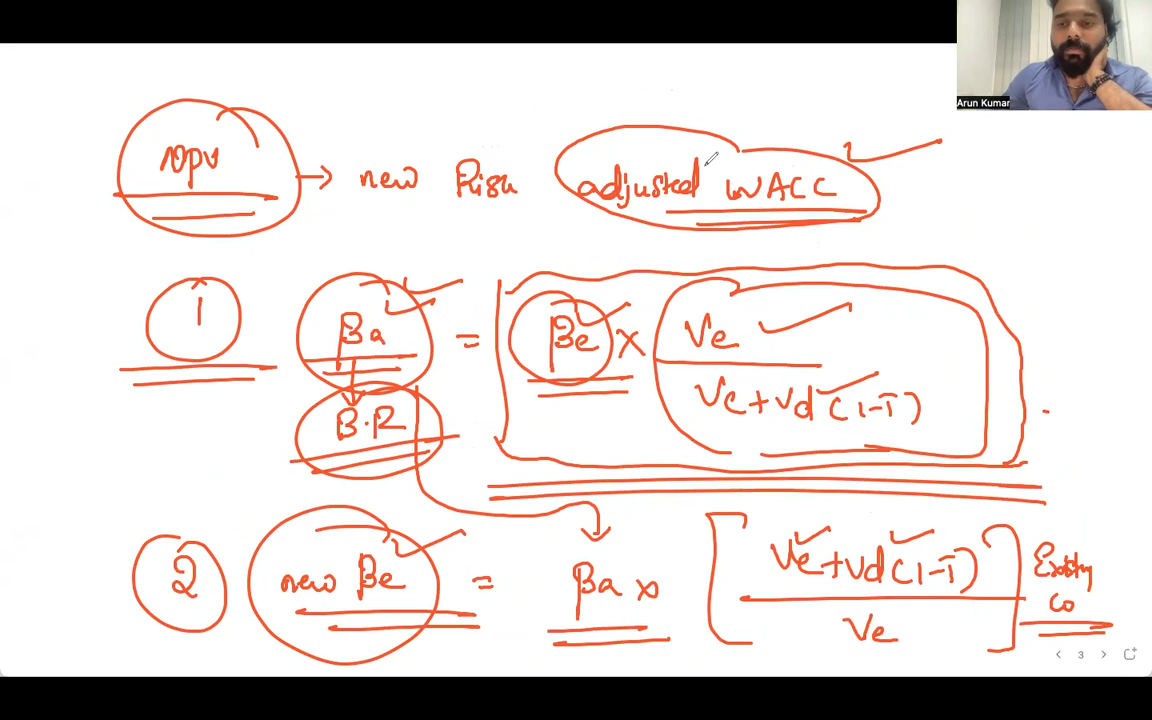 Arun Kumar
npv → new Risk adjusted WACC
1 βa = βe × Ve / Ve + Vd (1-T)
B.R
2 new βe = βa × [ Ve + Vd (1-T) / Ve ] Existing
Co
3